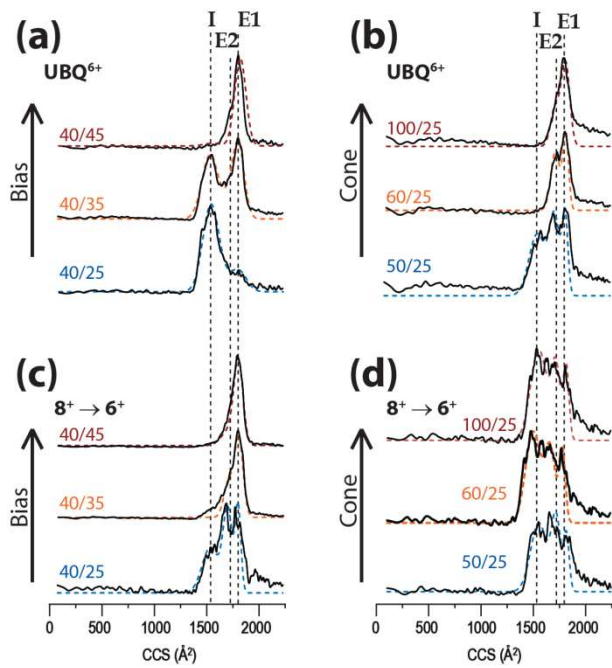 (a)
UBQ6+
I
E2
E1
40/45
40/35
40/25
Bias
(b)
UBQ6+
I
E2
E1
100/25
60/25
50/25
Cone
(c)
8+ → 6+
40/45
40/35
40/25
Bias
0 500 1000 1500 2000
CCS (Å²)
(d)
8+ → 6+
100/25
60/25
50/25
Cone
0 500 1000 1500 2000
CCS (Å²)